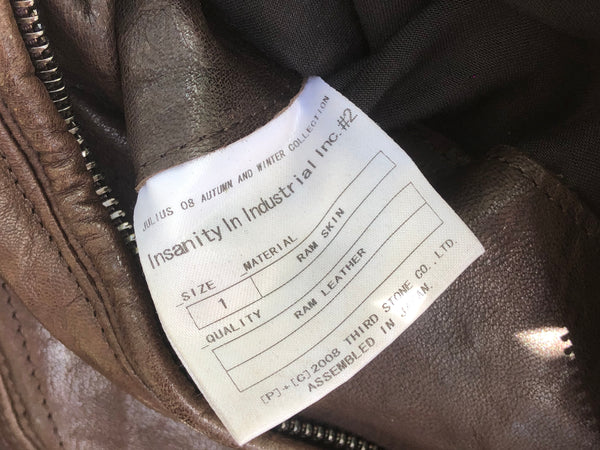 JULIUS 08 AUTUMN AND WINTER COLLECTION
Insanity In Industrial Inc.#2
SIZE MATERIAL
1 RAM SKIN
QUALITY
RAM LEATHER
[P]+[C]2008 THIRD STONE CO.,LTD.
ASSEMBLED IN JAPAN.